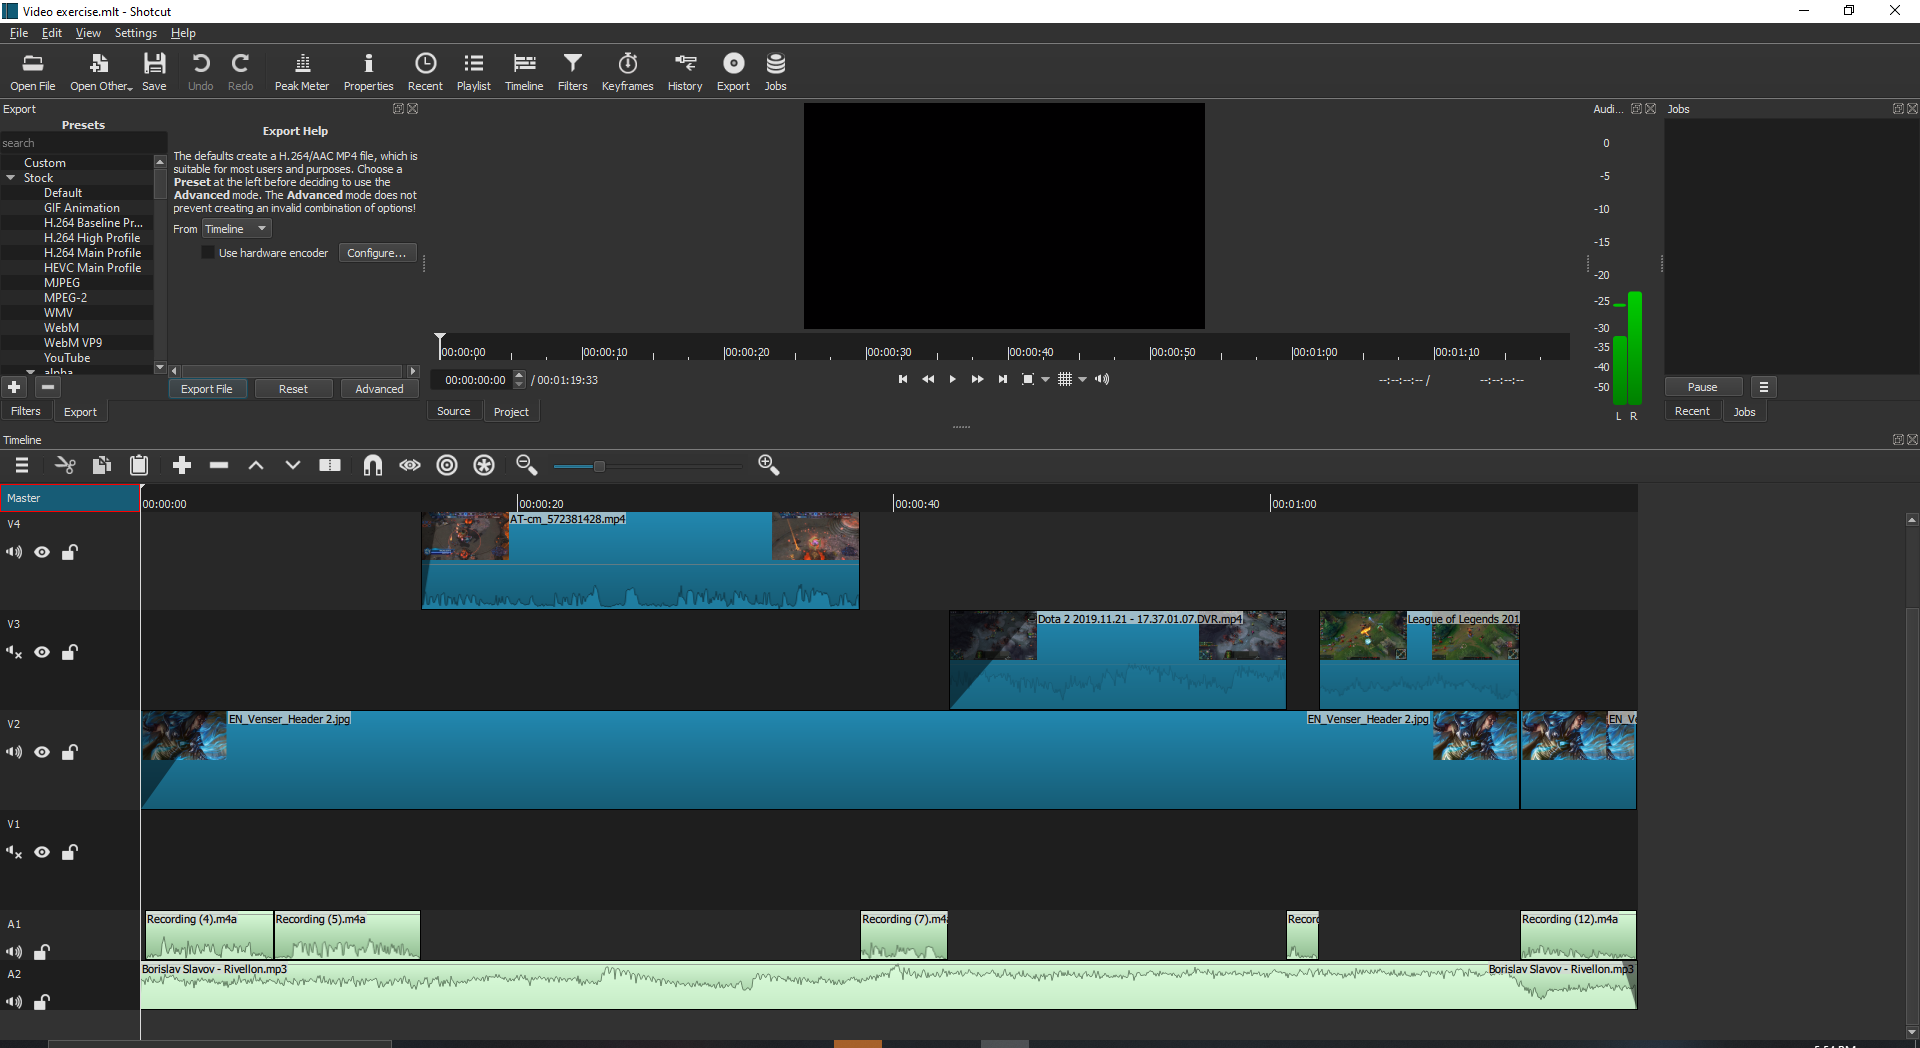 Video exercise.mlt - Shotcut
File Edit View Settings Help
Open File Open Other... Save Undo Redo Peak Meter Properties Recent Playlist Timeline Filters Keyframes History Export Jobs
Export
Presets
search
Custom
Stock
Default
GIF Animation
H.264 Baseline Pr...
H.264 High Profile
H.264 Main Profile
HEVC Main Profile
MJPEG
MPEG-2
WMV
WebM
WebM VP9
YouTube
alpha
Filters Export
Export Help
The defaults create a H.264/AAC MP4 file, which is
suitable for most users and purposes. Choose a
Preset at the left before deciding to use the
Advanced mode. The Advanced mode does not
prevent creating an invalid combination of options!
From Timeline
Use hardware encoder Configure...
Export File Reset Advanced
00:00:00 00:00:10 00:00:20 00:00:30 00:00:40 00:00:50 00:01:00 00:01:10
00:00:00:00 / 00:01:19:33 --:--:--:-- / --:--:--:--
Source Project
Audi...
0
-5
-10
-15
-20
-25
-30
-35
-40
-50
L R
Jobs
Pause
Recent Jobs
Timeline
Master 00:00:00 00:00:20 00:00:40 00:01:00
V4 AT-cm_572381428.mp4
V3 Dota 2 2019.11.21 - 17.37.01.07.DVR.mp4 League of Legends 201
V2 EN_Venser_Header 2.jpg EN_Venser_Header 2.jpg EN_V
V1
A1 Recording (4).m4a Recording (5).m4a Recording (7).m4a Record Recording (12).m4a
A2 Borislav Slavov - Rivellon.mp3 Borislav Slavov - Rivellon.mp3